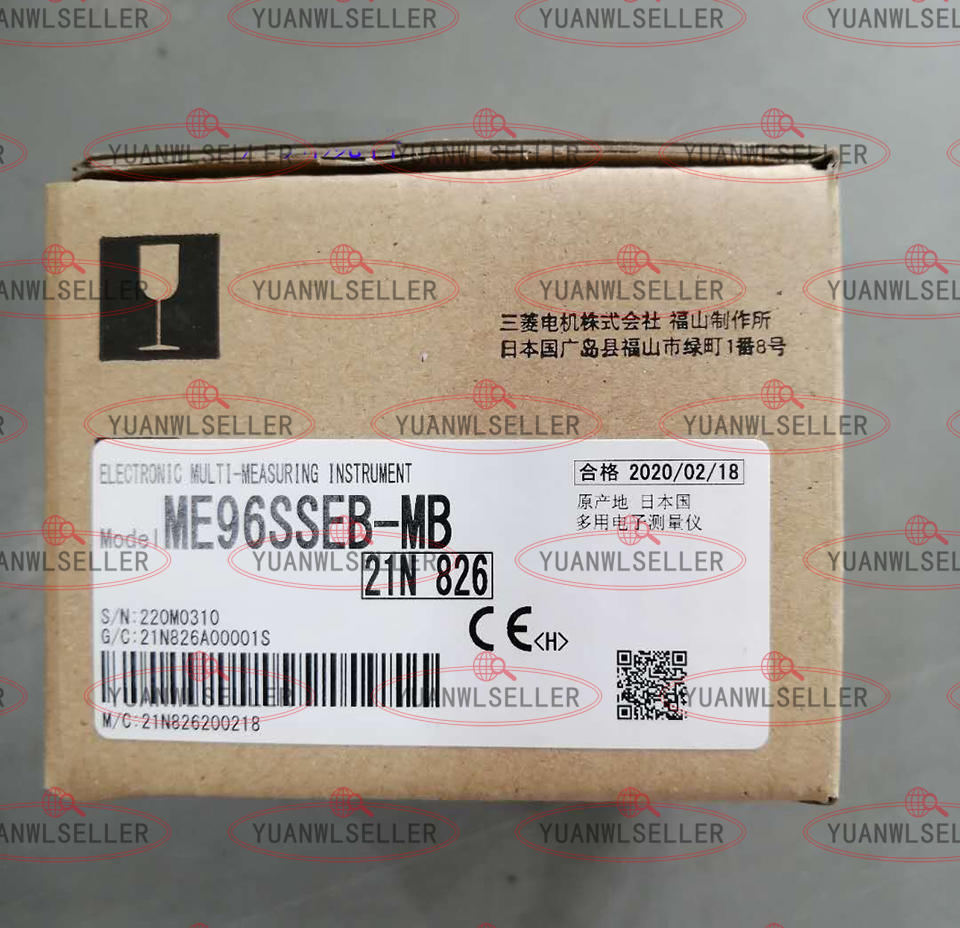 三菱电机株式会社 福山制作所
日本国广岛县福山市绿町1番8号
ELECTRONIC MULTI-MEASURING INSTRUMENT
合格 2020/02/18
Model ME96SSEB-MB
原产地 日本国
多用电子测量仪
21N 826
S/N:220M0310
G/C:21N826A00001S
CE<H>
M/C:21N826200218
YUANWLSELLER